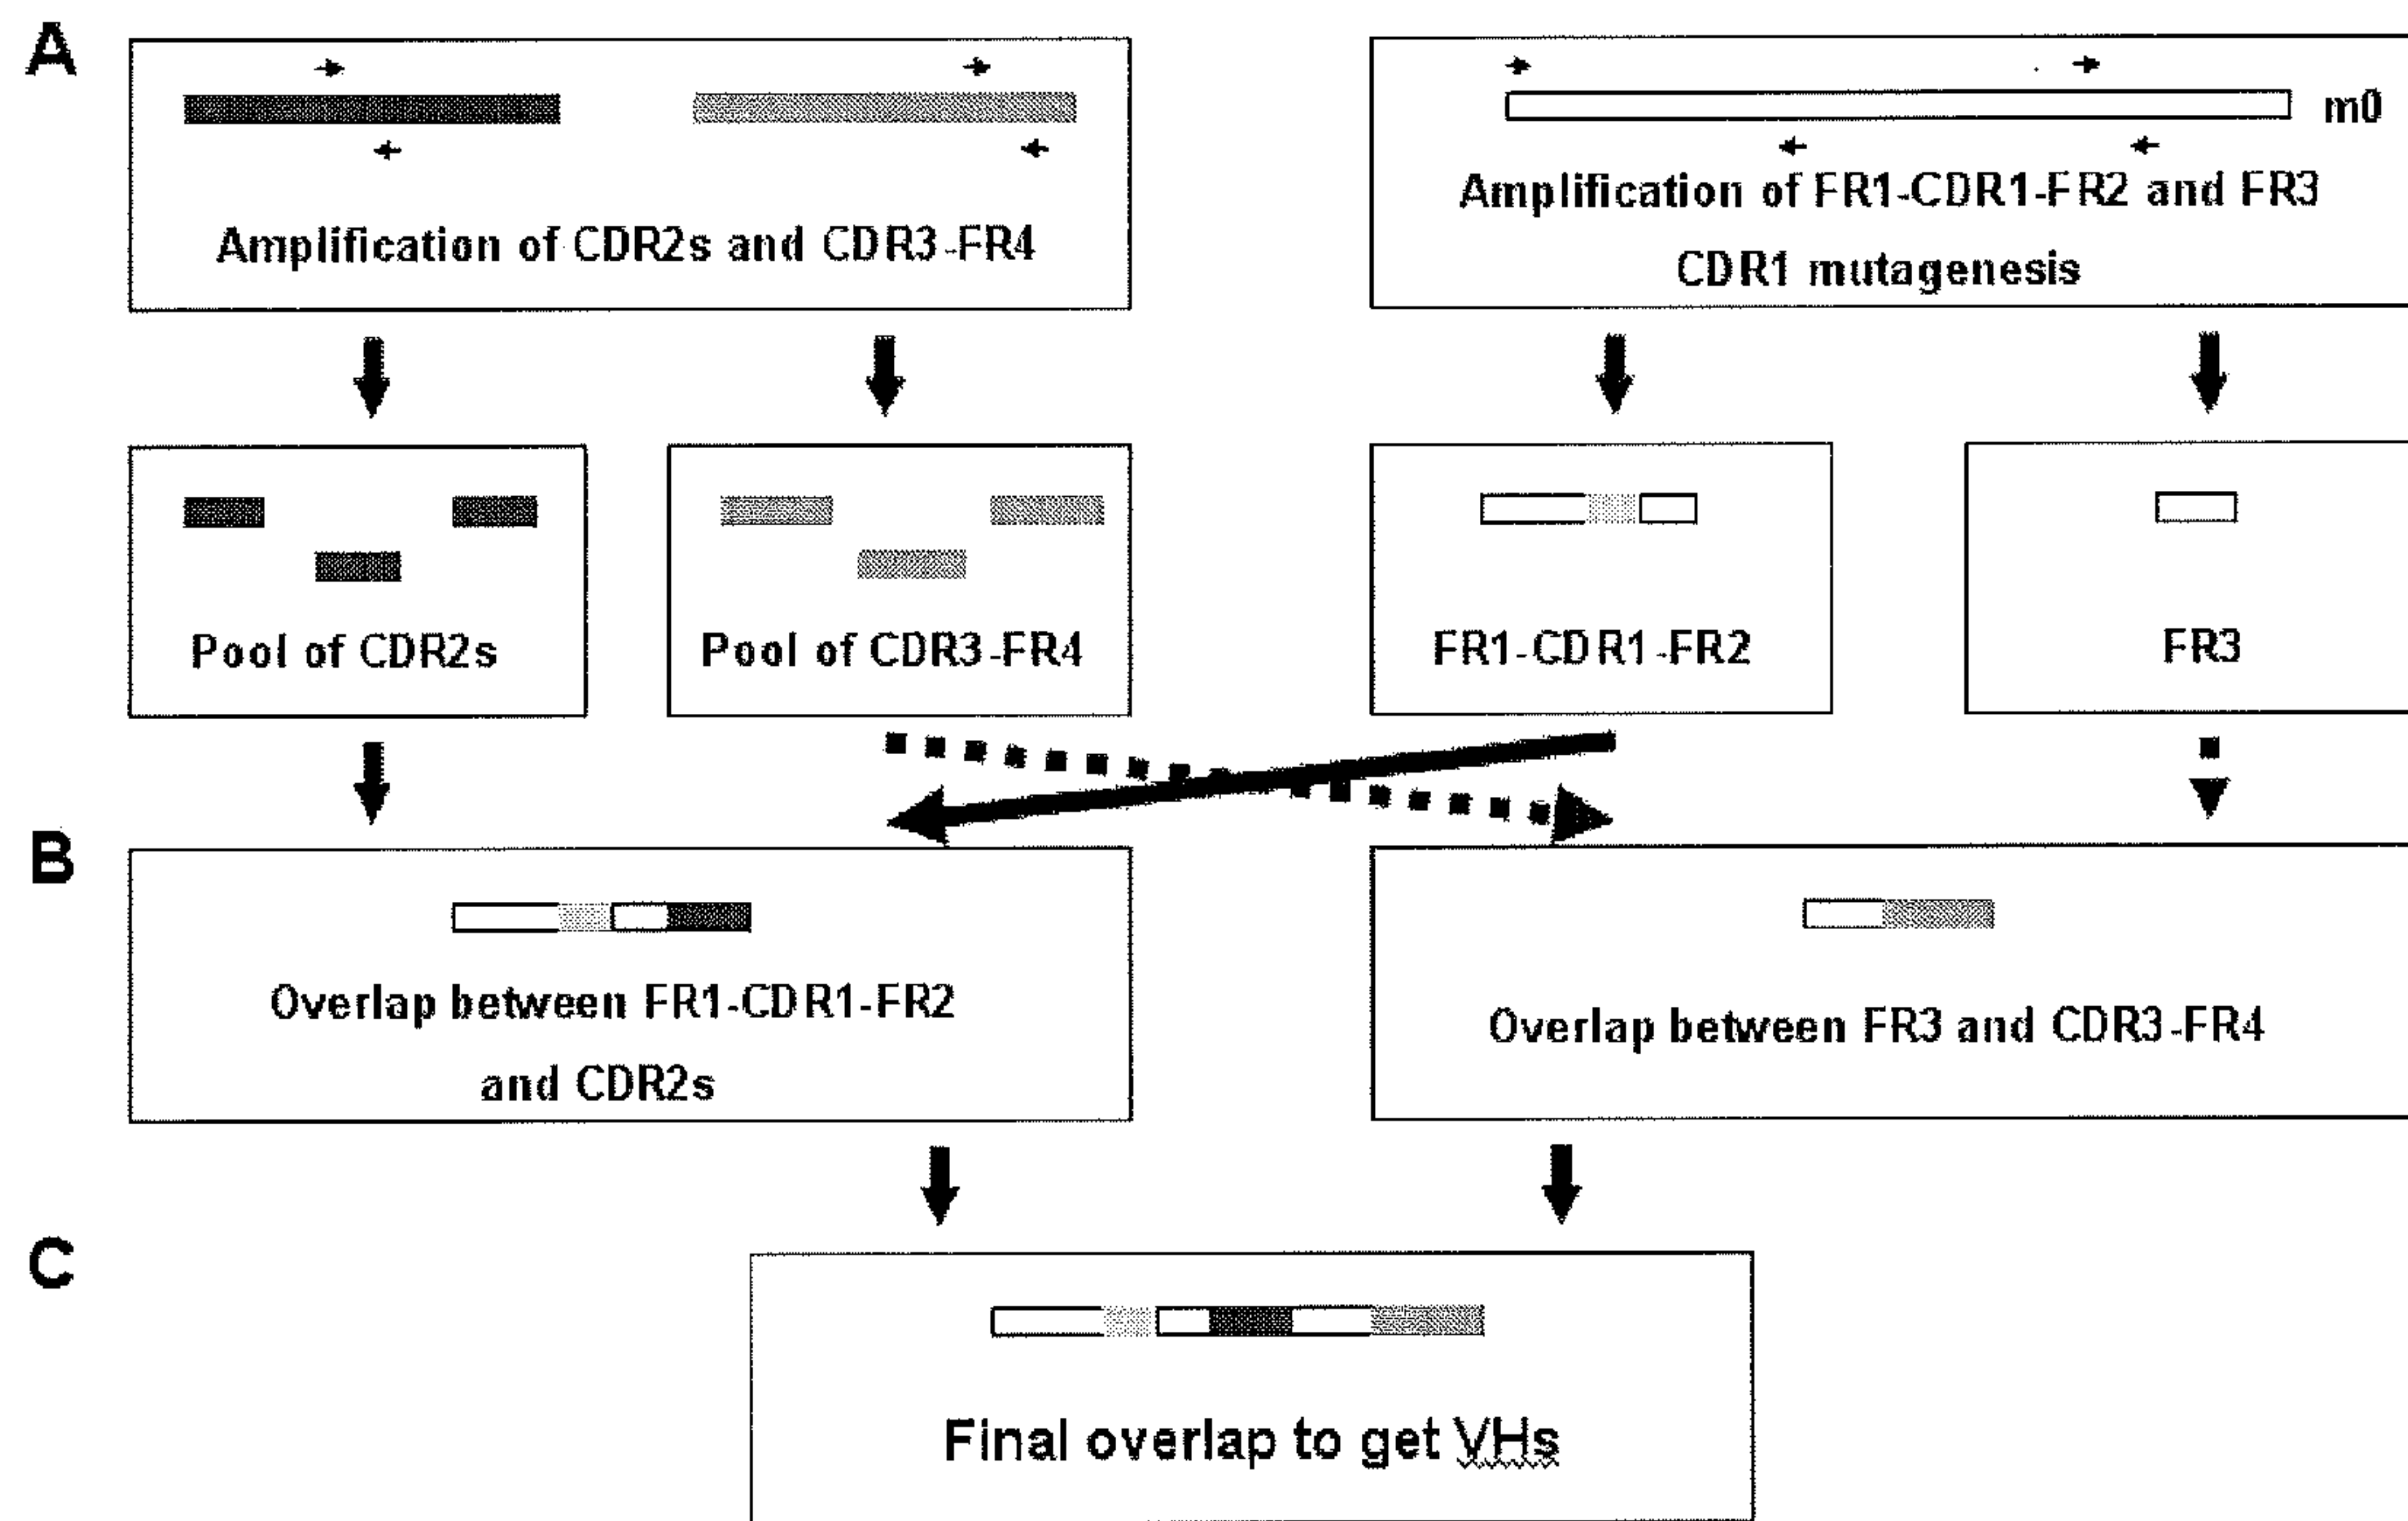 A
m0
Amplification of CDR2s and CDR3-FR4
Amplification of FR1-CDR1-FR2 and FR3
CDR1 mutagenesis
Pool of CDR2s
Pool of CDR3-FR4
FR1-CDR1-FR2
FR3
B
Overlap between FR1-CDR1-FR2
and CDR2s
Overlap between FR3 and CDR3-FR4
C
Final overlap to get VHs